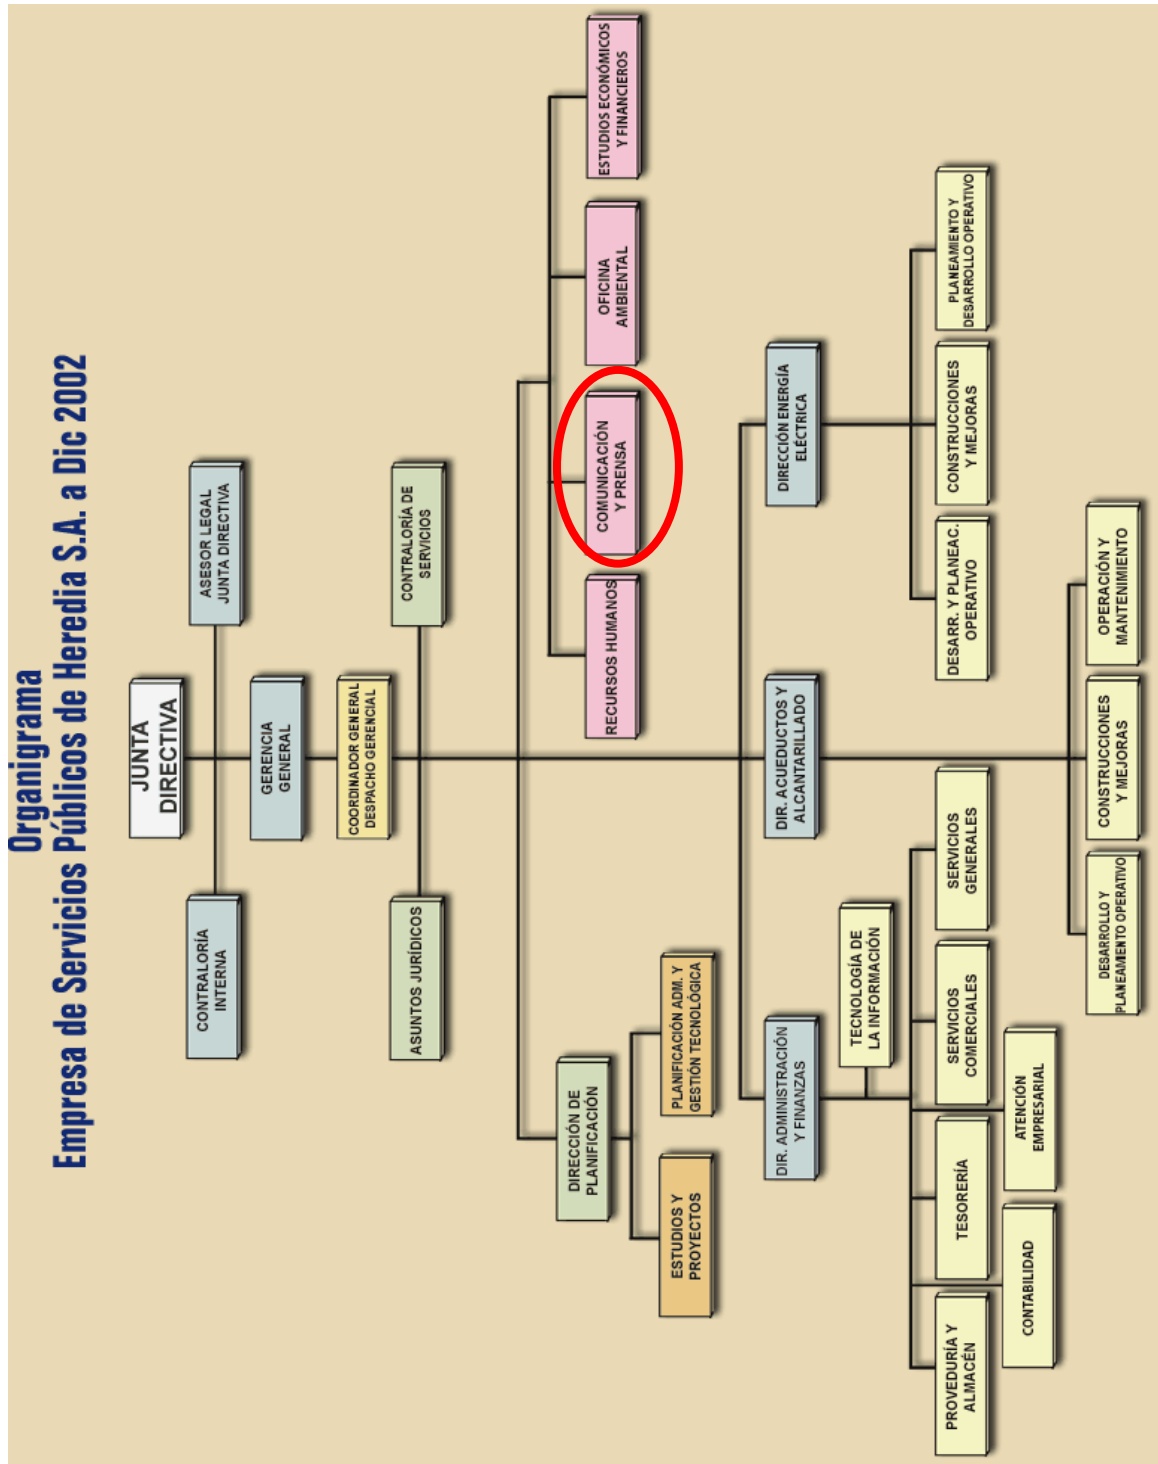 Organigrama
Empresa de Servicios Públicos de Heredia S.A. a Dic 2002
JUNTA
DIRECTIVA
CONTRALORÍA
INTERNA
ASESOR LEGAL
JUNTA DIRECTIVA
GERENCIA
GENERAL
COORDINADOR GENERAL
DESPACHO GERENCIAL
ASUNTOS JURÍDICOS
CONTRALORÍA DE
SERVICIOS
DIRECCIÓN DE
PLANIFICACIÓN
ESTUDIOS Y
PROYECTOS
PLANIFICACIÓN ADM. Y
GESTIÓN TECNOLÓGICA
RECURSOS HUMANOS
COMUNICACIÓN
Y PRENSA
OFICINA
AMBIENTAL
ESTUDIOS ECONÓMICOS
Y FINANCIEROS
DIR. ADMINISTRACIÓN
Y FINANZAS
DIR. ACUEDUCTOS Y
ALCANTARILLADO
DIRECCIÓN ENERGÍA
ELÉCTRICA
TECNOLOGÍA DE
LA INFORMACIÓN
PROVEDURÍA Y
ALMACÉN
TESORERÍA
SERVICIOS
COMERCIALES
SERVICIOS
GENERALES
CONTABILIDAD
ATENCIÓN
EMPRESARIAL
DESARR. Y PLANEAC.
OPERATIVO
CONSTRUCCIONES
Y MEJORAS
PLANEAMIENTO Y
DESARROLLO OPERATIVO
DESARROLLO Y
PLANEAMIENTO OPERATIVO
CONSTRUCCIONES
Y MEJORAS
OPERACIÓN Y
MANTENIMIENTO